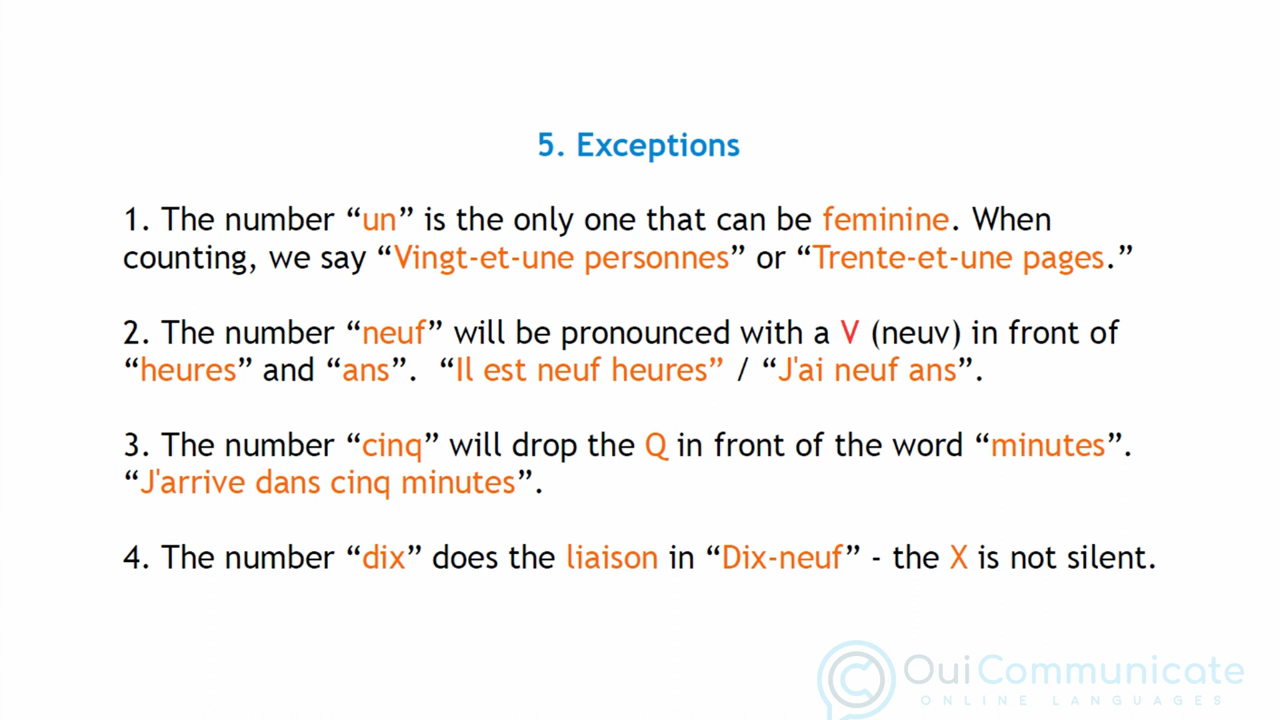 5. Exceptions
1. The number “un” is the only one that can be feminine. When
counting, we say “Vingt-et-une personnes” or “Trente-et-une pages.”
2. The number “neuf” will be pronounced with a V (neuv) in front of
“heures” and “ans”.  “Il est neuf heures” / “J'ai neuf ans”.
3. The number “cinq” will drop the Q in front of the word “minutes”.
“J'arrive dans cinq minutes”.
4. The number “dix” does the liaison in “Dix-neuf” - the X is not silent.
OuiCommunicate
ONLINE LANGUAGES